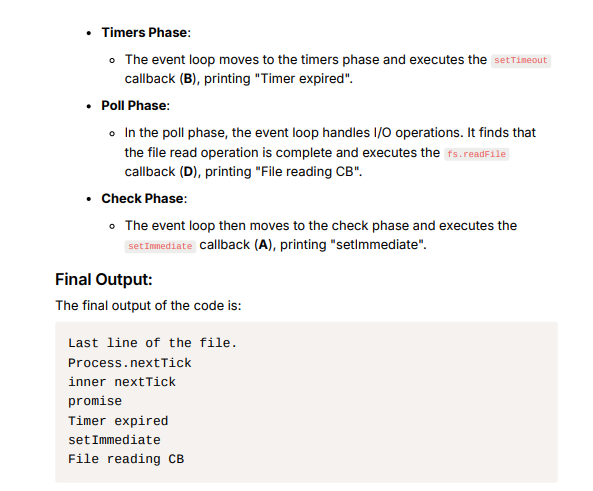 • Timers Phase:
◦ The event loop moves to the timers phase and executes the setTimeout
callback (B), printing "Timer expired".
• Poll Phase:
◦ In the poll phase, the event loop handles I/O operations. It finds that
the file read operation is complete and executes the fs.readFile
callback (D), printing "File reading CB".
• Check Phase:
◦ The event loop then moves to the check phase and executes the
setImmediate callback (A), printing "setImmediate".
Final Output:
The final output of the code is:
Last line of the file.
Process.nextTick
inner nextTick
promise
Timer expired
setImmediate
File reading CB